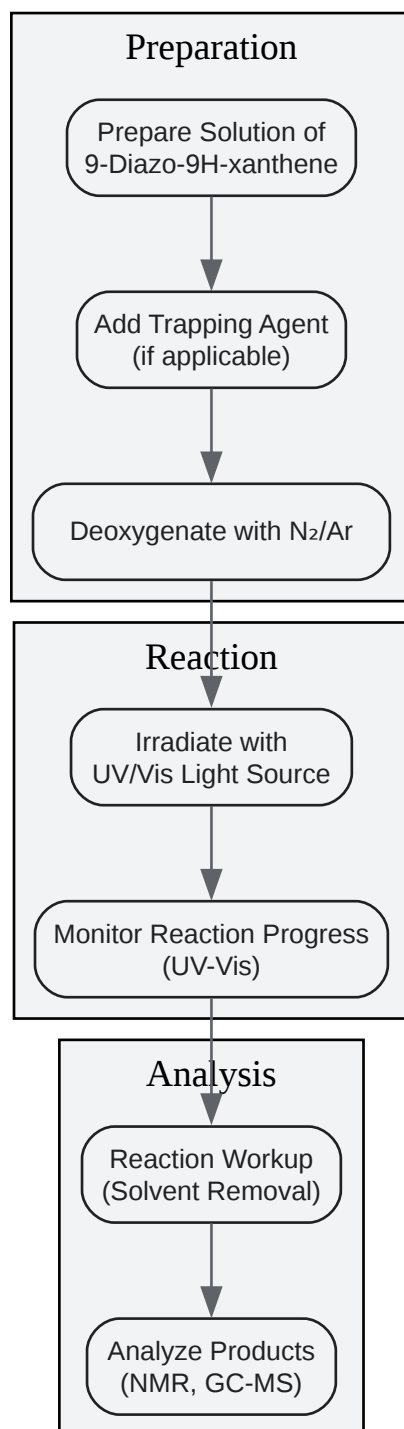 Preparation
Prepare Solution of
9-Diazo-9H-xanthene
Add Trapping Agent
(if applicable)
Deoxygenate with N₂/Ar
Reaction
Irradiate with
UV/Vis Light Source
Monitor Reaction Progress
(UV-Vis)
Analysis
Reaction Workup
(Solvent Removal)
Analyze Products
(NMR, GC-MS)